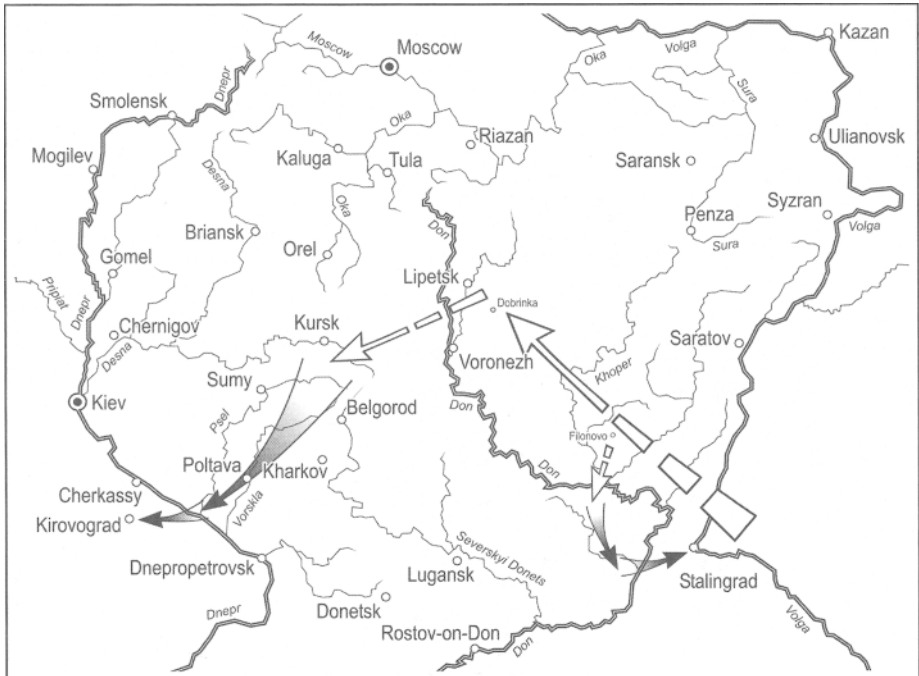 Moscow
Moscow
Dnepr
Volga
Kazan
Oka
Smolensk
Sura
Oka
Riazan
Ulianovsk
Kaluga
Tula
Saransk
Mogilev
Desna
Oka
Penza
Syzran
Briansk
Don
Sura
Volga
Orel
Gomel
Lipetsk
Pripiat
Dobrinka
Dnepr
Chernigov
Kursk
Saratov
Desna
Voronezh
Khoper
Sumy
Kiev
Don
Psel
Belgorod
Filonovo
Poltava
Kharkov
Don
Cherkassy
Vorskla
Kirovograd
Severskyi Donets
Dnepropetrovsk
Lugansk
Stalingrad
Donetsk
Dnepr
Volga
Rostov-on-Don
Don